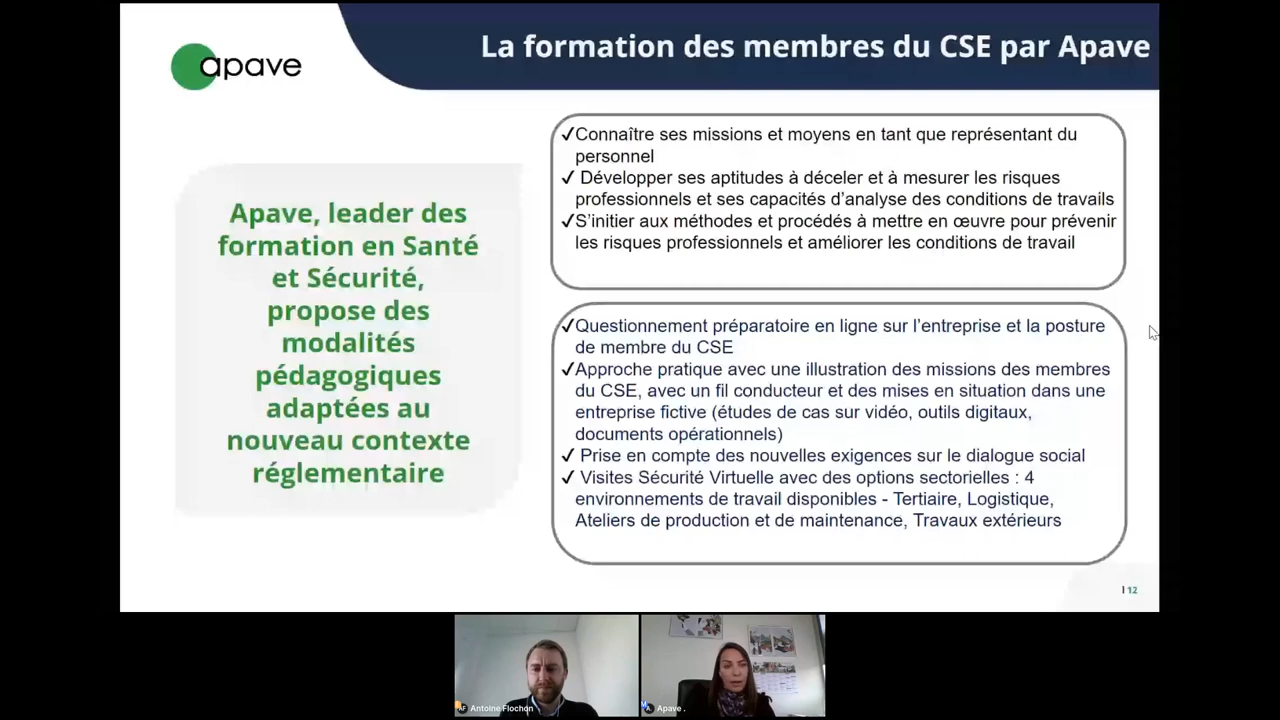 apave
La formation des membres du CSE par Apave
Apave, leader des
formation en Santé
et Sécurité,
propose des
modalités
pédagogiques
adaptées au
nouveau contexte
réglementaire
✓Connaître ses missions et moyens en tant que représentant du
personnel
✓ Développer ses aptitudes à déceler et à mesurer les risques
professionnels et ses capacités d’analyse des conditions de travails
✓S’initier aux méthodes et procédés à mettre en œuvre pour prévenir
les risques professionnels et améliorer les conditions de travail
✓Questionnement préparatoire en ligne sur l’entreprise et la posture
de membre du CSE
✓Approche pratique avec une illustration des missions des membres
du CSE, avec un fil conducteur et des mises en situation dans une
entreprise fictive (études de cas sur vidéo, outils digitaux,
documents opérationnels)
✓ Prise en compte des nouvelles exigences sur le dialogue social
✓ Visites Sécurité Virtuelle avec des options sectorielles : 4
environnements de travail disponibles - Tertiaire, Logistique,
Ateliers de production et de maintenance, Travaux extérieurs
I 12
AF Antoine Flochon
A. Apave .